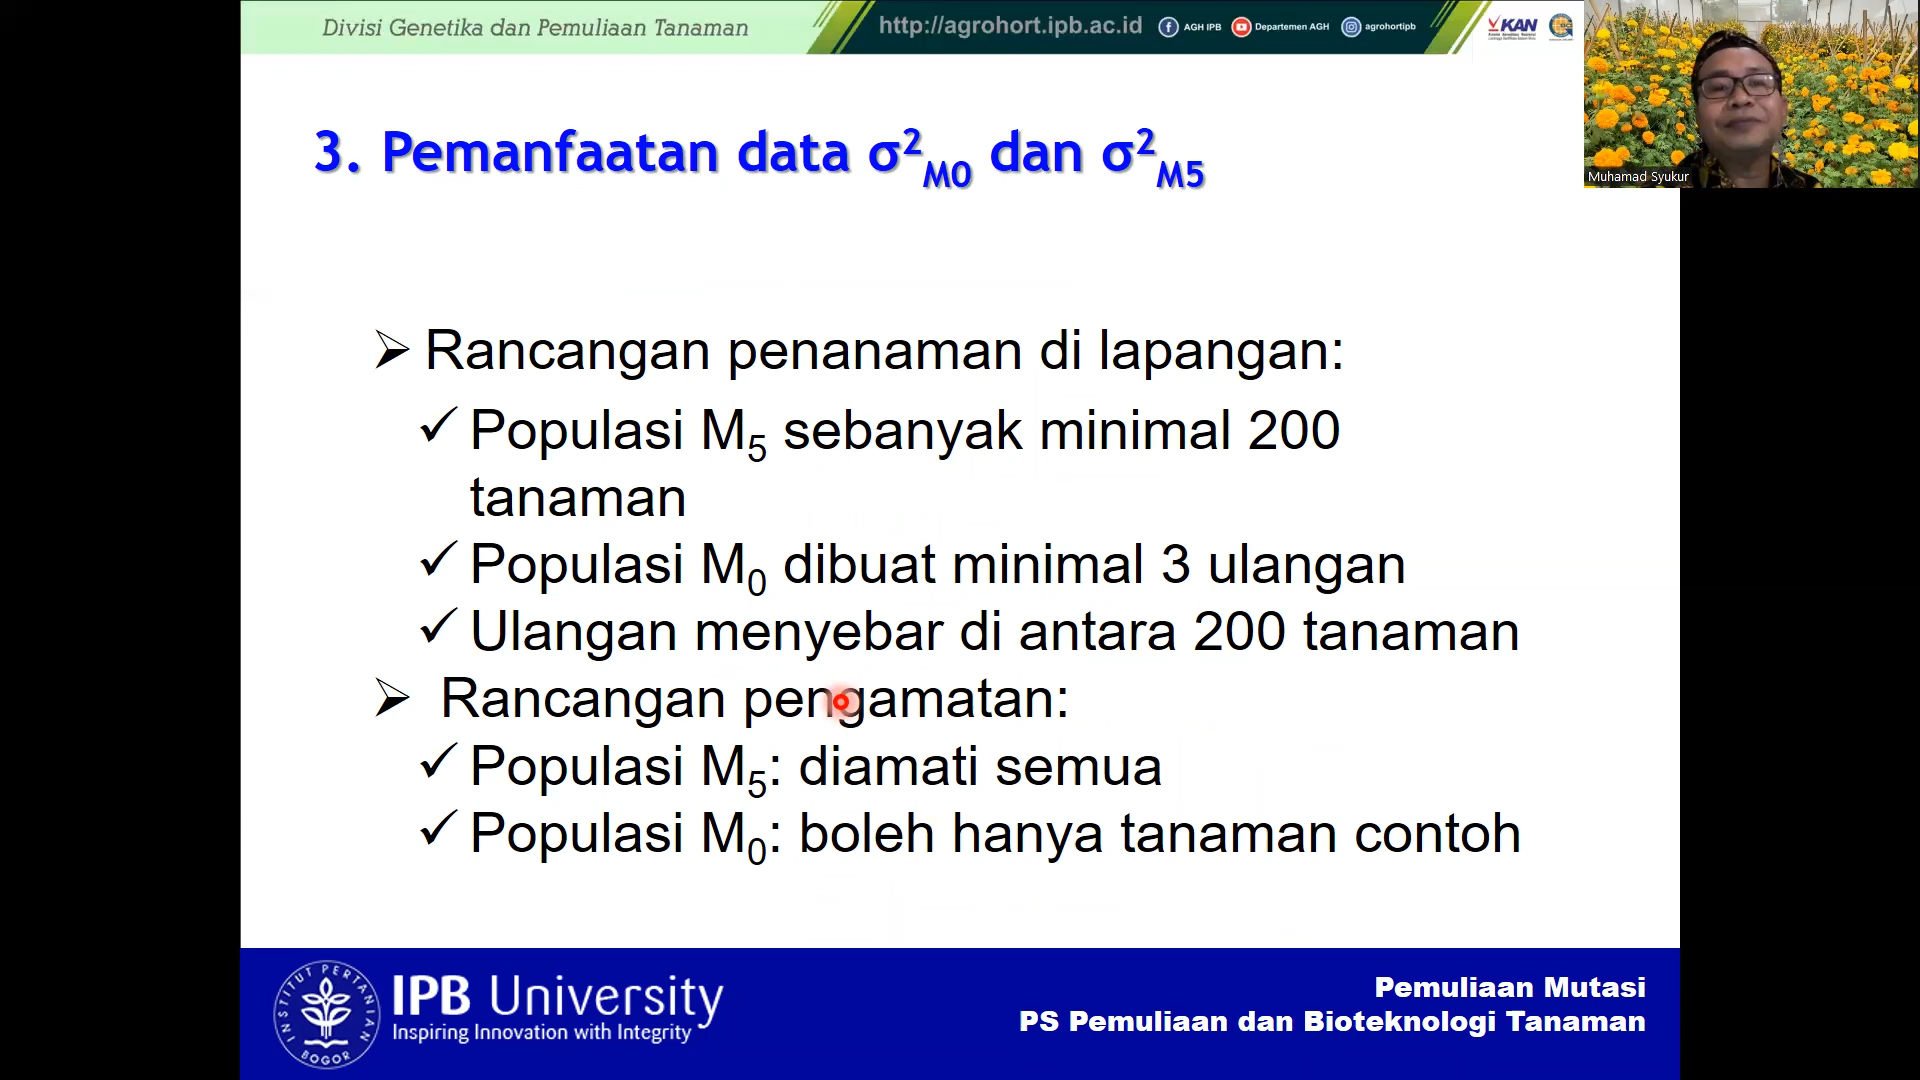 Divisi Genetika dan Pemuliaan Tanaman
http://agrohort.ipb.ac.id
AGH IPB
Departemen AGH
agrohortipb
KAN
Muhamad Syukur
3. Pemanfaatan data σ²M0 dan σ²M5
➢ Rancangan penanaman di lapangan:
✓ Populasi M5 sebanyak minimal 200
tanaman
✓ Populasi M0 dibuat minimal 3 ulangan
✓ Ulangan menyebar di antara 200 tanaman
➢ Rancangan pengamatan:
✓ Populasi M5: diamati semua
✓ Populasi M0: boleh hanya tanaman contoh
INSTITUT PERTANIAN
BOGOR
IPB University
Inspiring Innovation with Integrity
Pemuliaan Mutasi
PS Pemuliaan dan Bioteknologi Tanaman